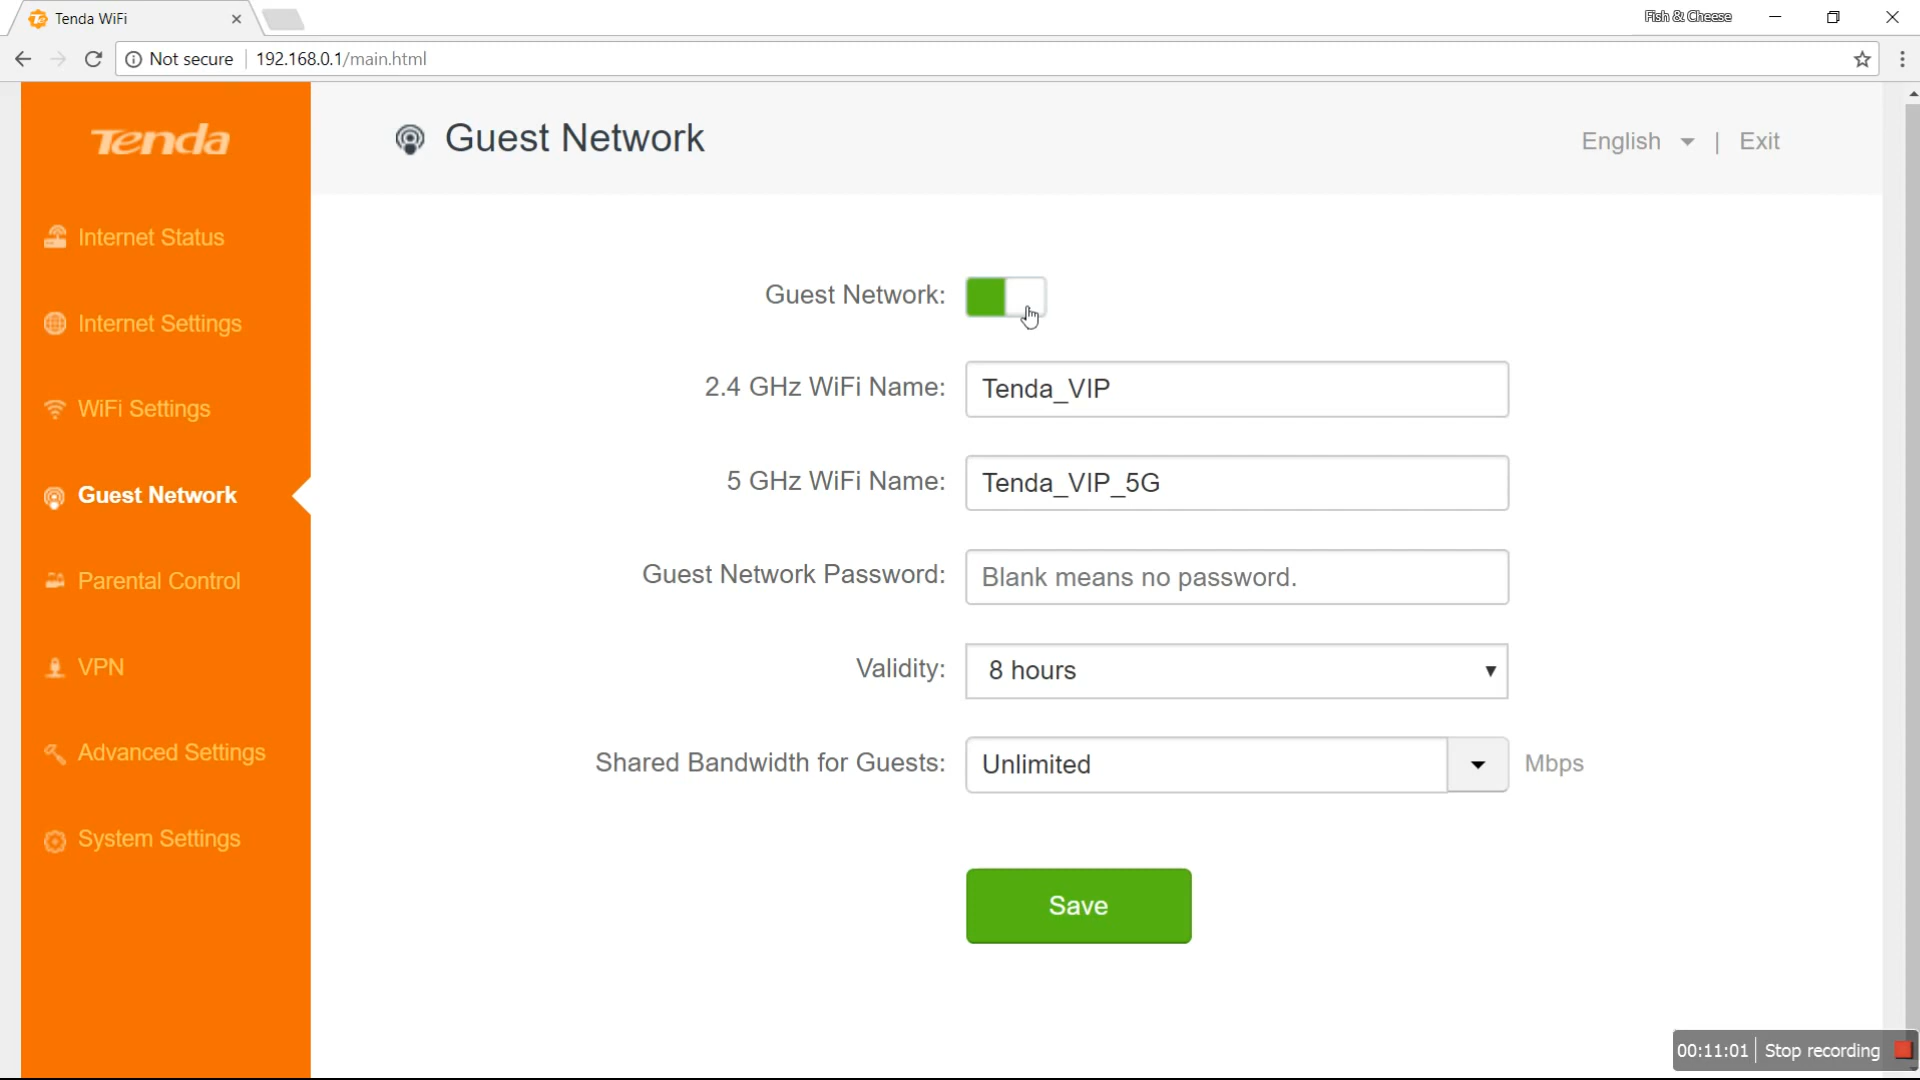 Tenda WiFi
Fish & Cheese
Not secure
192.168.0.1/main.html
Tenda
Guest Network
English
|
Exit
Internet Status
Internet Settings
WiFi Settings
Guest Network
Parental Control
VPN
Advanced Settings
System Settings
Guest Network:
2.4 GHz WiFi Name: Tenda_VIP
5 GHz WiFi Name: Tenda_VIP_5G
Guest Network Password: Blank means no password.
Validity: 8 hours
Shared Bandwidth for Guests: Unlimited Mbps
Save
00:11:01 Stop recording